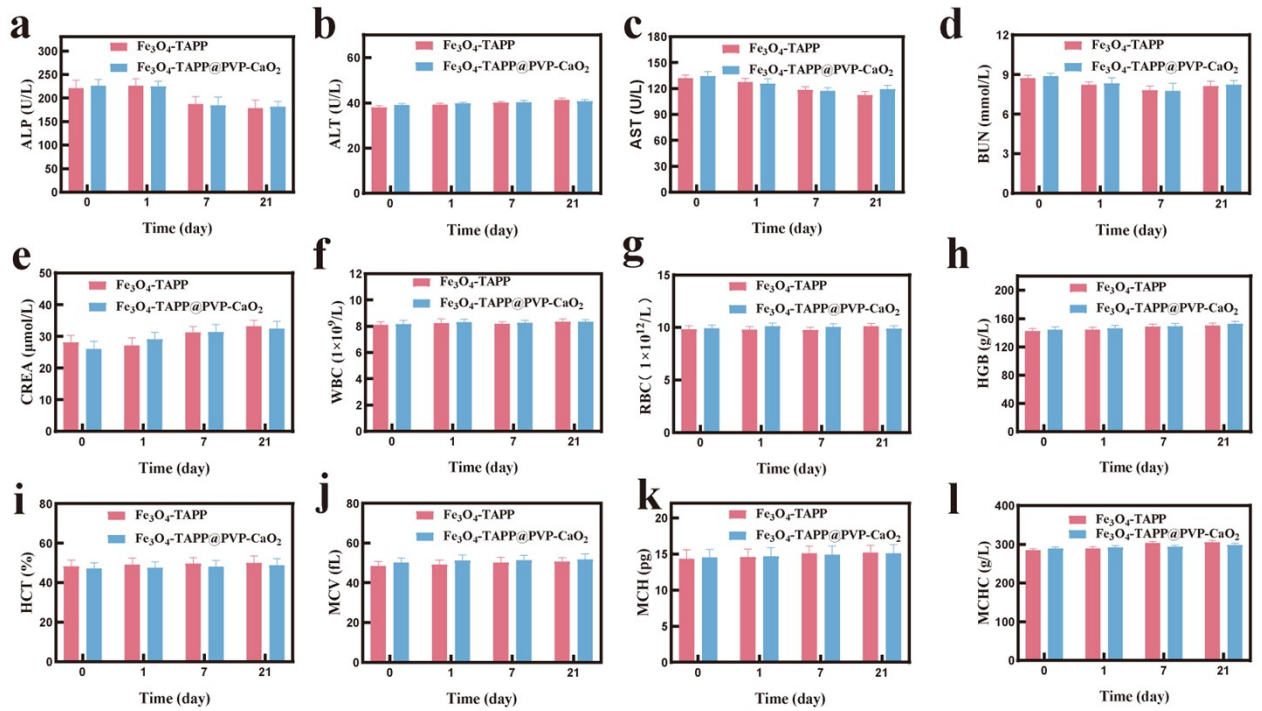 a
Fe₃O₄-TAPP
Fe₃O₄-TAPP@PVP-CaO₂
ALP (U/L)
300
250
200
150
100
50
0
0 1 7 21
Time (day)
b
Fe₃O₄-TAPP
Fe₃O₄-TAPP@PVP-CaO₂
ALT (U/L)
60
40
20
0
0 1 7 21
Time (day)
c
Fe₃O₄-TAPP
Fe₃O₄-TAPP@PVP-CaO₂
AST (U/L)
180
150
120
90
60
30
0
0 1 7 21
Time (day)
d
Fe₃O₄-TAPP
Fe₃O₄-TAPP@PVP-CaO₂
BUN (mmol/L)
12
9
6
3
0
0 1 7 21
Time (day)
e
Fe₃O₄-TAPP
Fe₃O₄-TAPP@PVP-CaO₂
CREA (μmol/L)
50
40
30
20
10
0
0 1 7 21
Time (day)
f
Fe₃O₄-TAPP
Fe₃O₄-TAPP@PVP-CaO₂
WBC (1×10⁹/L)
12
10
8
6
4
2
0
0 1 7 21
Time (day)
g
Fe₃O₄-TAPP
Fe₃O₄-TAPP@PVP-CaO₂
RBC( 1×10¹²/L)
15
10
5
0
0 1 7 21
Time (day)
h
Fe₃O₄-TAPP
Fe₃O₄-TAPP@PVP-CaO₂
HGB (g/L)
200
160
120
80
40
0
0 1 7 21
Time (day)
i
Fe₃O₄-TAPP
Fe₃O₄-TAPP@PVP-CaO₂
HCT (%)
80
60
40
20
0
0 1 7 21
Time (day)
j
Fe₃O₄-TAPP
Fe₃O₄-TAPP@PVP-CaO₂
MCV (fL)
80
60
40
20
0
0 1 7 21
Time (day)
k
Fe₃O₄-TAPP
Fe₃O₄-TAPP@PVP-CaO₂
MCH (pg)
20
15
10
5
0
0 1 7 21
Time (day)
l
Fe₃O₄-TAPP
Fe₃O₄-TAPP@PVP-CaO₂
MCHC (g/L)
400
300
200
100
0
0 1 7 21
Time (day)